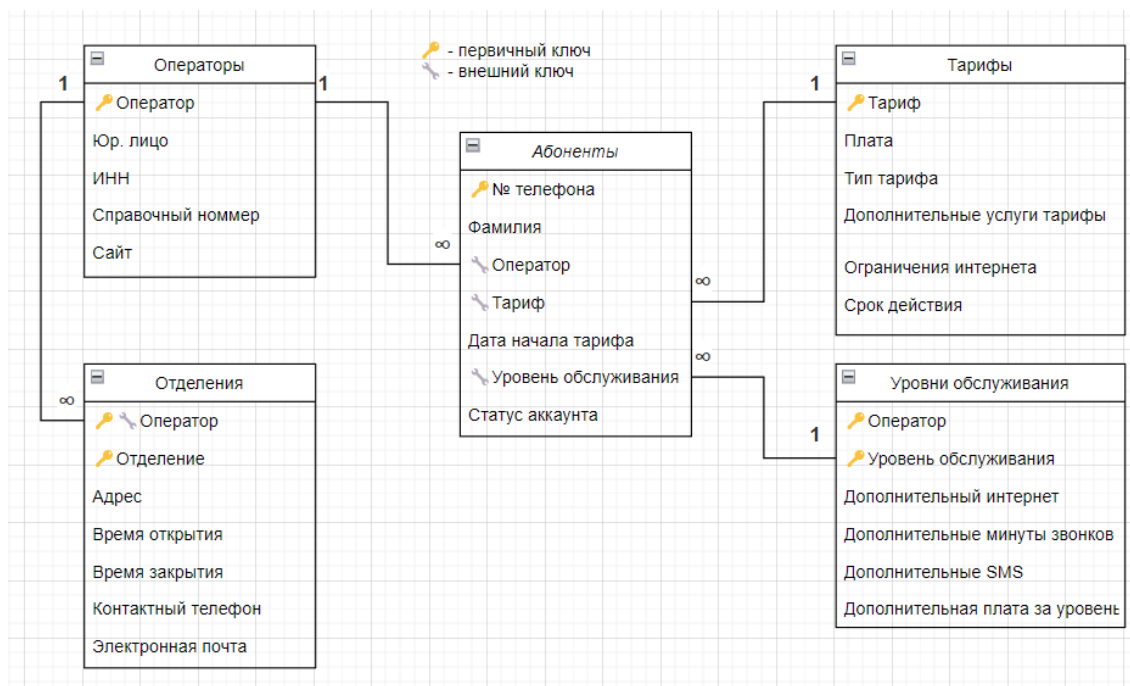 - первичный ключ
- внешний ключ
Операторы
1
1
Оператор
Юр. лицо
ИНН
Справочный номмер
Сайт
Тарифы
1
Тариф
Плата
Тип тарифа
Дополнительные услуги тарифы
Ограничения интернета
Срок действия
Абоненты
№ телефона
Фамилия
∞
Оператор
∞
Тариф
Дата начала тарифа
∞
Уровень обслуживания
Статус аккаунта
Отделения
∞
Оператор
Отделение
Адрес
Время открытия
Время закрытия
Контактный телефон
Электронная почта
Уровни обслуживания
Оператор
1
Уровень обслуживания
Дополнительный интернет
Дополнительные минуты звонков
Дополнительные SMS
Дополнительная плата за уровень